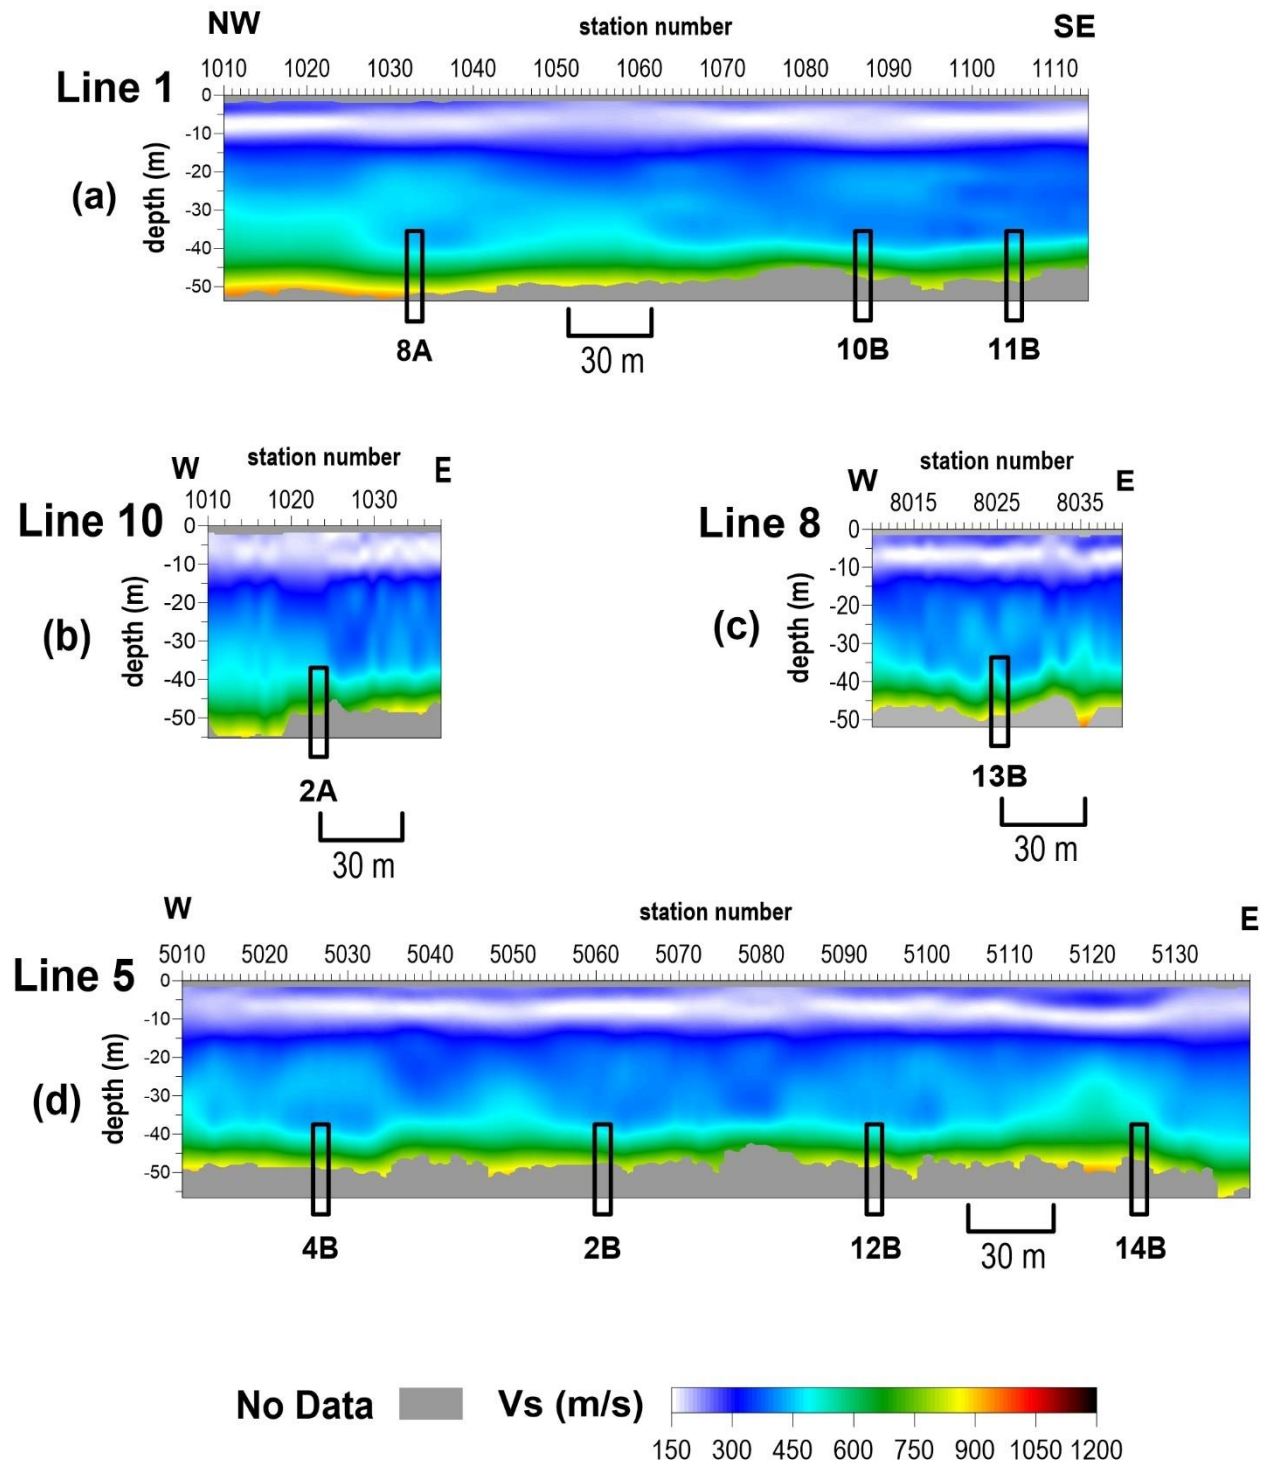 NW station number SE
Line 1
1010 1020 1030 1040 1050 1060 1070 1080 1090 1100 1110
(a)
depth (m)
0
-10
-20
-30
-40
-50
8A 10B 11B
30 m
W station number E
Line 10
1010 1020 1030
(b)
depth (m)
0
-10
-20
-30
-40
-50
2A
30 m
W station number E
Line 8
8015 8025 8035
(c)
depth (m)
0
-10
-20
-30
-40
-50
13B
30 m
W station number E
Line 5
5010 5020 5030 5040 5050 5060 5070 5080 5090 5100 5110 5120 5130
(d)
depth (m)
0
-10
-20
-30
-40
-50
4B 2B 12B 14B
30 m
No Data Vs (m/s)
150 300 450 600 750 900 1050 1200